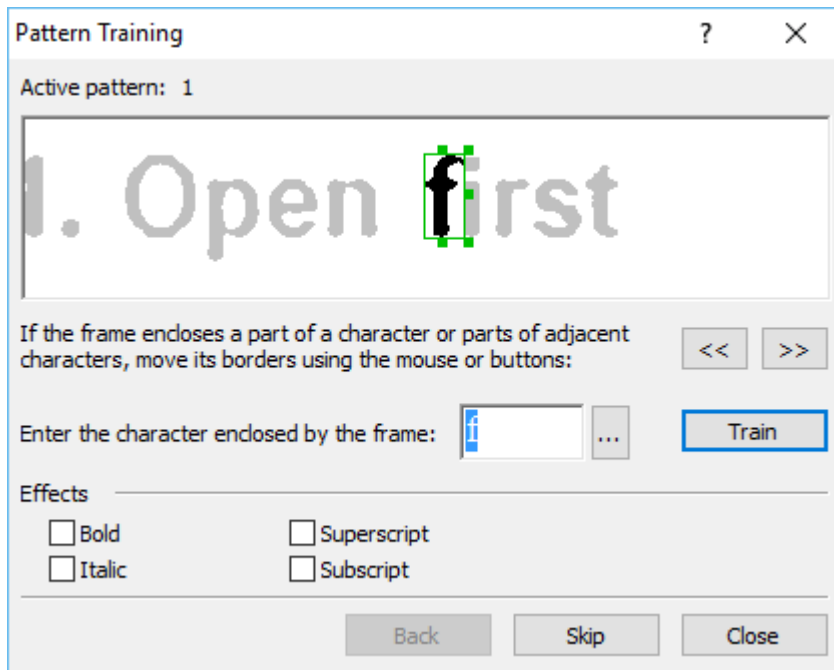 Pattern Training ? ×
Active pattern: 1
1. Open first
If the frame encloses a part of a character or parts of adjacent
characters, move its borders using the mouse or buttons: << >>
Enter the character enclosed by the frame: f ... Train
Effects
Bold Superscript
Italic Subscript
Back Skip Close